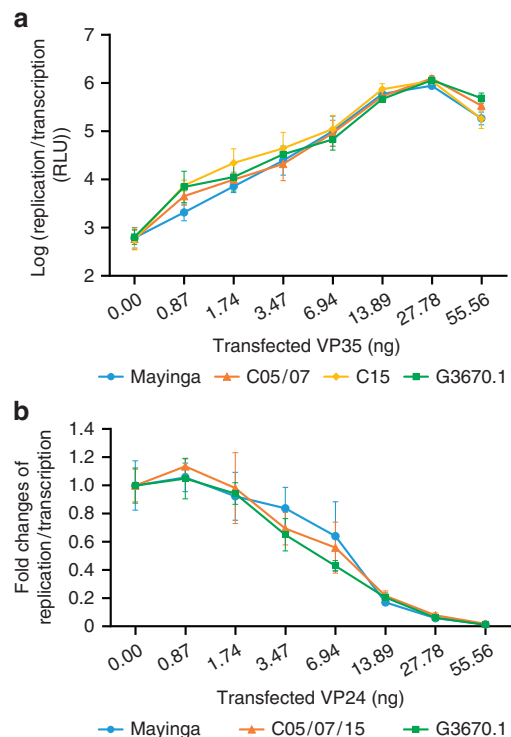 a
Log (replication/transcription
(RLU))
7
6
5
4
3
2
0.00 0.87 1.74 3.47 6.94 13.89 27.78 55.56
Transfected VP35 (ng)
Mayinga C05/07 C15 G3670.1
b
Fold changes of
replication/transcription
1.4
1.2
1.0
0.8
0.6
0.4
0.2
0
0.00 0.87 1.74 3.47 6.94 13.89 27.78 55.56
Transfected VP24 (ng)
Mayinga C05/07/15 G3670.1